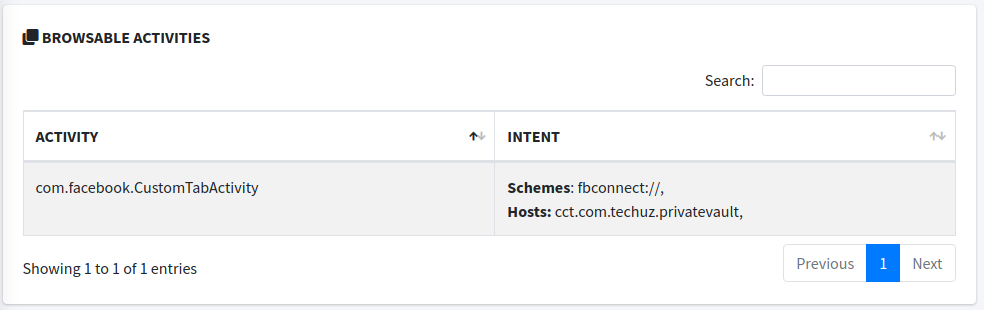 BROWSABLE ACTIVITIES
Search:
ACTIVITY INTENT
com.facebook.CustomTabActivity Schemes: fbconnect://,
Hosts: cct.com.techuz.privatevault,
Showing 1 to 1 of 1 entries Previous 1 Next